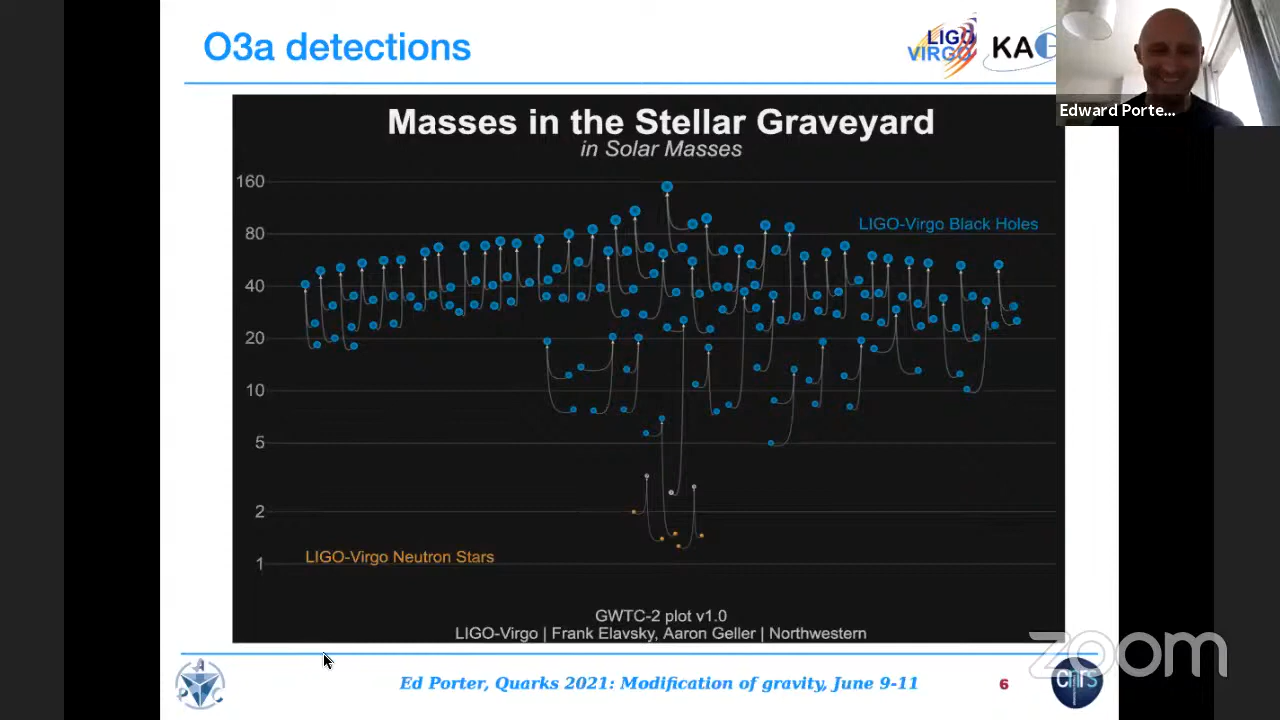 O3a detections
LIGO
VIRGO
KAG
Edward Porte...
Masses in the Stellar Graveyard
in Solar Masses
160
LIGO-Virgo Black Holes
80
40
20
10
5
2
LIGO-Virgo Neutron Stars
1
GWTC-2 plot v1.0
LIGO-Virgo | Frank Elavsky, Aaron Geller | Northwestern
Ed Porter, Quarks 2021: Modification of gravity, June 9-11
6
zoom
cnrs